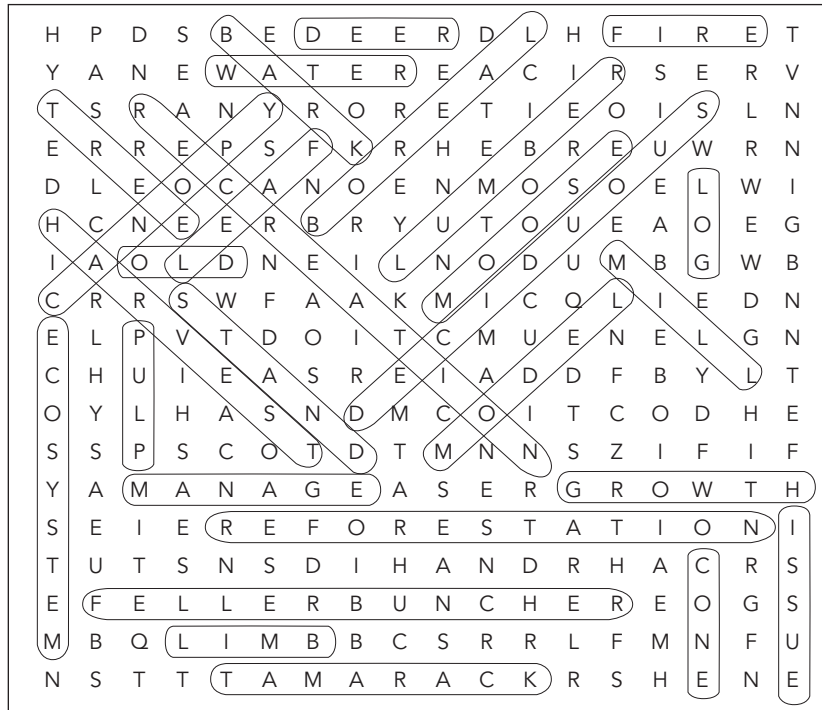 H P D S B E D E E R D L H F I R E T
Y A N E W A T E R E A C I R S E R V
T S R A N Y R O R E T I E O I S L N
E R R E P S F K R H E B R E U W R N
D L E O C A N O E N M O S O E L W I
H C N E E R B R Y U T O U E A O E G
I A O L D N E I L N O D U M B G W B
C R R S W F A A K M I C Q L I E D N
E L P V T D O I T C M U E N E L G N
C H U I E A S R E I A D D F B Y L T
O Y L H A S N D M C O I T C O D H E
S S P S C O T D T M N N S Z I F I F
Y A M A N A G E A S E R G R O W T H
S E I E R E F O R E S T A T I O N I
T U T S N S D I H A N D R H A C R S
E F E L L E R B U N C H E R E O G S
M B Q L I M B B C S R R L F M N F U
N S T T T A M A R A C K R S H E N E